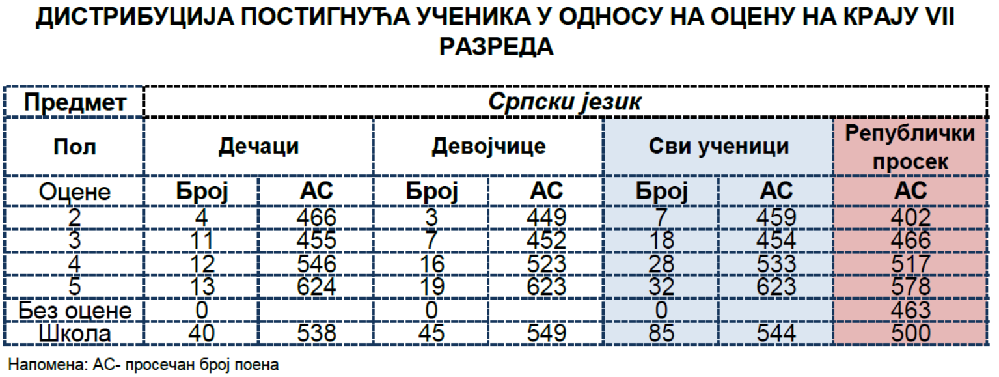 ДИСТРИБУЦИЈА ПОСТИГНУЋА УЧЕНИКА У ОДНОСУ НА ОЦЕНУ НА КРАЈУ VII
РАЗРЕДА
Предмет Српски језик
Пол Дечаци Девојчице Сви ученици Републички просек
Оцене Број АС Број АС Број АС АС
2 4 466 3 449 7 459 402
3 11 455 7 452 18 454 466
4 12 546 16 523 28 533 517
5 13 624 19 623 32 623 578
Без оцене 0 0 0 463
Школа 40 538 45 549 85 544 500
Напомена: АС- просечан број поена